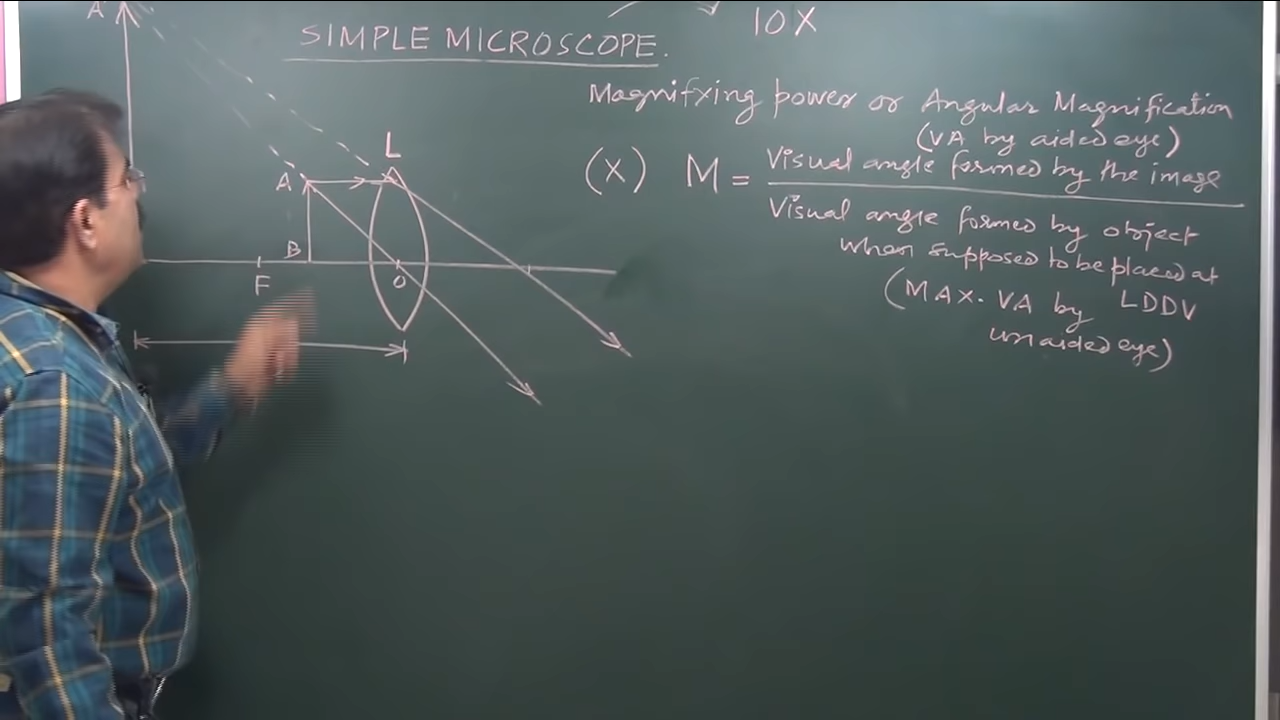 A'
SIMPLE MICROSCOPE.
10X
Magnifying power or Angular Magnification
(VA by aided eye)
(X) M = Visual angle formed by the image
Visual angle formed by object
when supposed to be placed at
LDDV
(MAX. VA by
unaided eye)
L
A
B
F
O